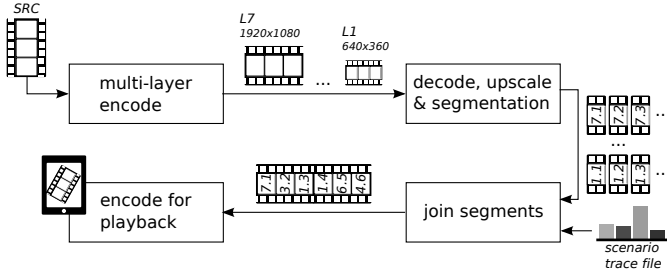 SRC
L7
1920x1080
L1
640x360
...
multi-layer
encode
decode, upscale
& segmentation
7.1 7.2 7.3 ..
...
1.1 1.2 1.3 ..
7.1 3.2 1.3 1.4 6.5 4.6
encode for
playback
join segments
scenario
trace file